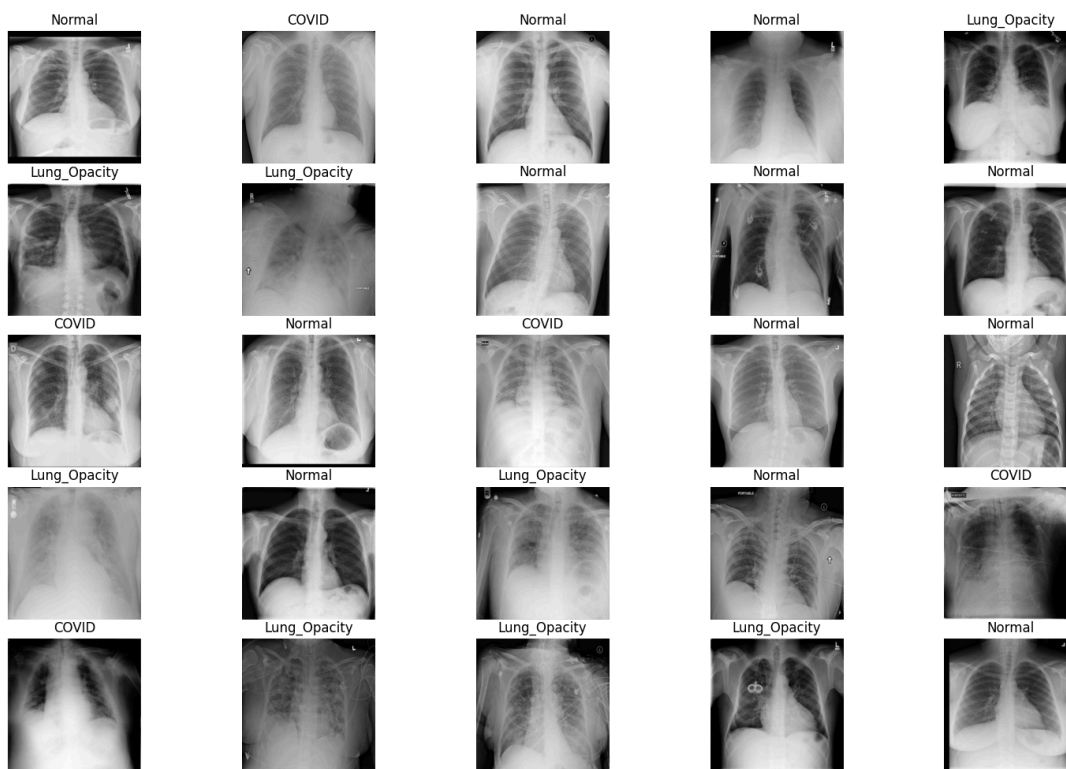 Normal COVID Normal Normal Lung_Opacity
Lung_Opacity Lung_Opacity Normal Normal Normal
COVID Normal COVID Normal Normal
R
Lung_Opacity Normal Lung_Opacity Normal COVID
COVID Lung_Opacity Lung_Opacity Lung_Opacity Normal